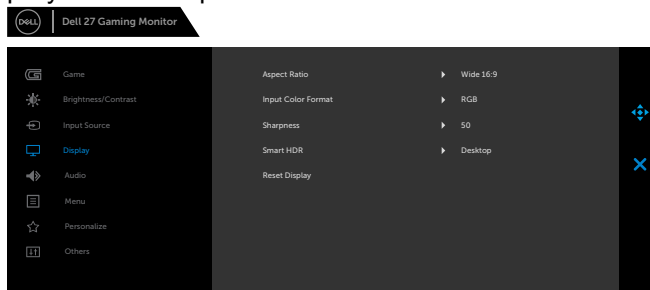 DELL
Dell 27 Gaming Monitor
Game
Aspect Ratio Wide 16:9
Brightness/Contrast
Input Color Format RGB
Input Source
Sharpness 50
Display
Smart HDR Desktop
Audio
Reset Display
Menu
Personalize
Others